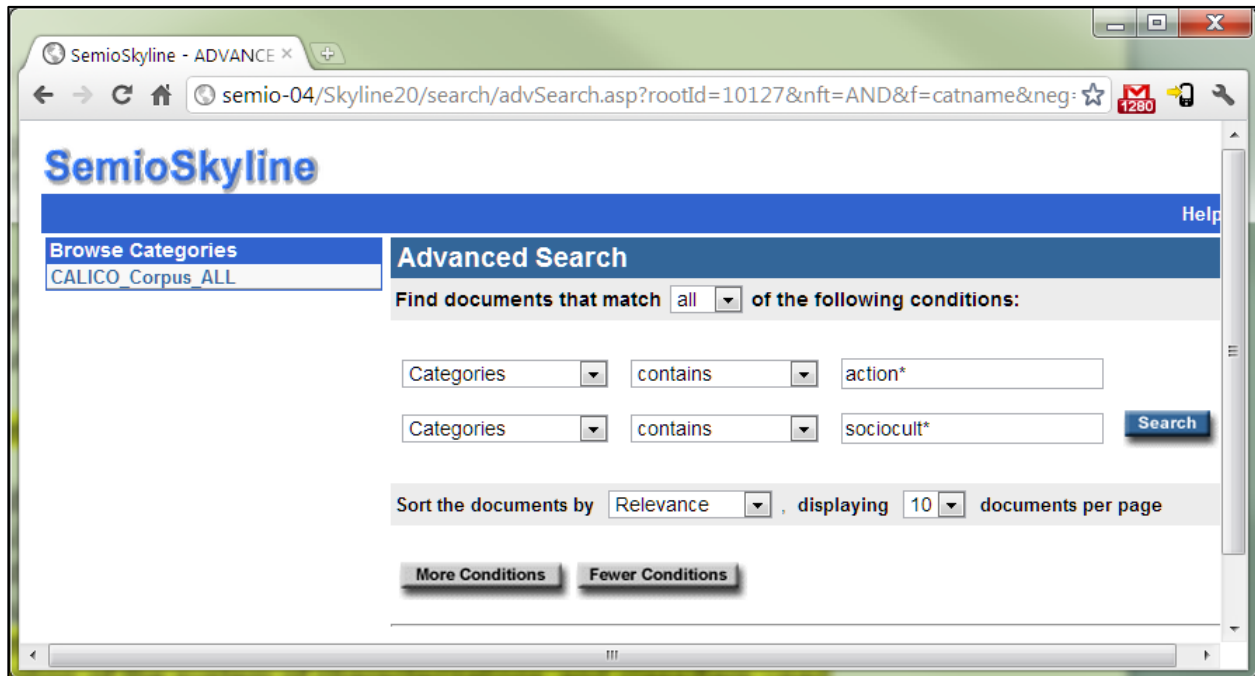 SemioSkyline - ADVANCE
semio-04/Skyline20/search/advSearch.asp?rootId=10127&nft=AND&f=catname&neg=
1280
SemioSkyline
Help
Browse Categories
CALICO_Corpus_ALL
Advanced Search
Find documents that match all of the following conditions:
Categories contains action*
Categories contains sociocult* Search
Sort the documents by Relevance , displaying 10 documents per page
More Conditions Fewer Conditions